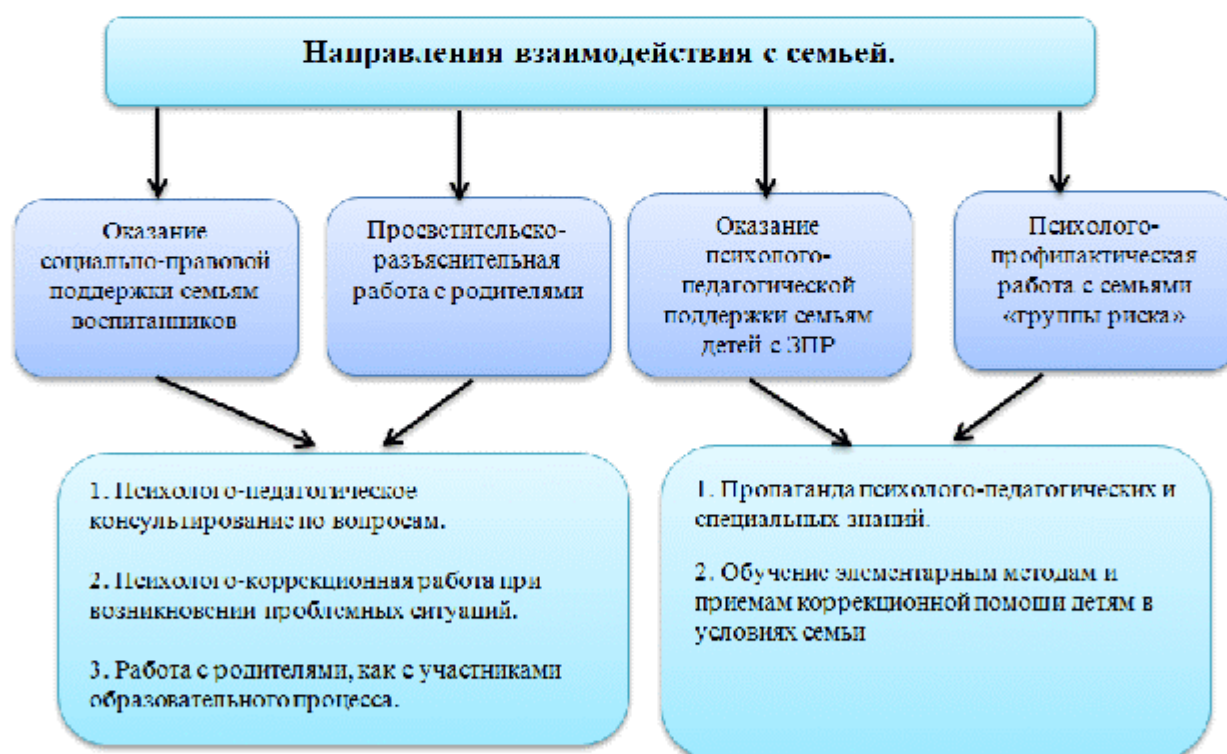 Направления взаимодействия с семьей.
Оказание
социально-правовой
поддержки семьям
воспитанников
Просветительско-
разъяснительная
работа с родителями
Оказание
психолого-
педагогической
поддержки семьям
детей с ЗПР
Психолого-
профилактическая
работа с семьями
«группы риска»
1. Психолого-педагогическое
консультирование по вопросам.
2. Психолого-коррекционная работа при
возникновении проблемных ситуаций.
3. Работа с родителями, как с участниками
образовательного процесса.
1. Пропаганда психолого-педагогических и
специальных знаний.
2. Обучение элементарным методам и
приемам коррекционной помощи детям в
условиях семьи